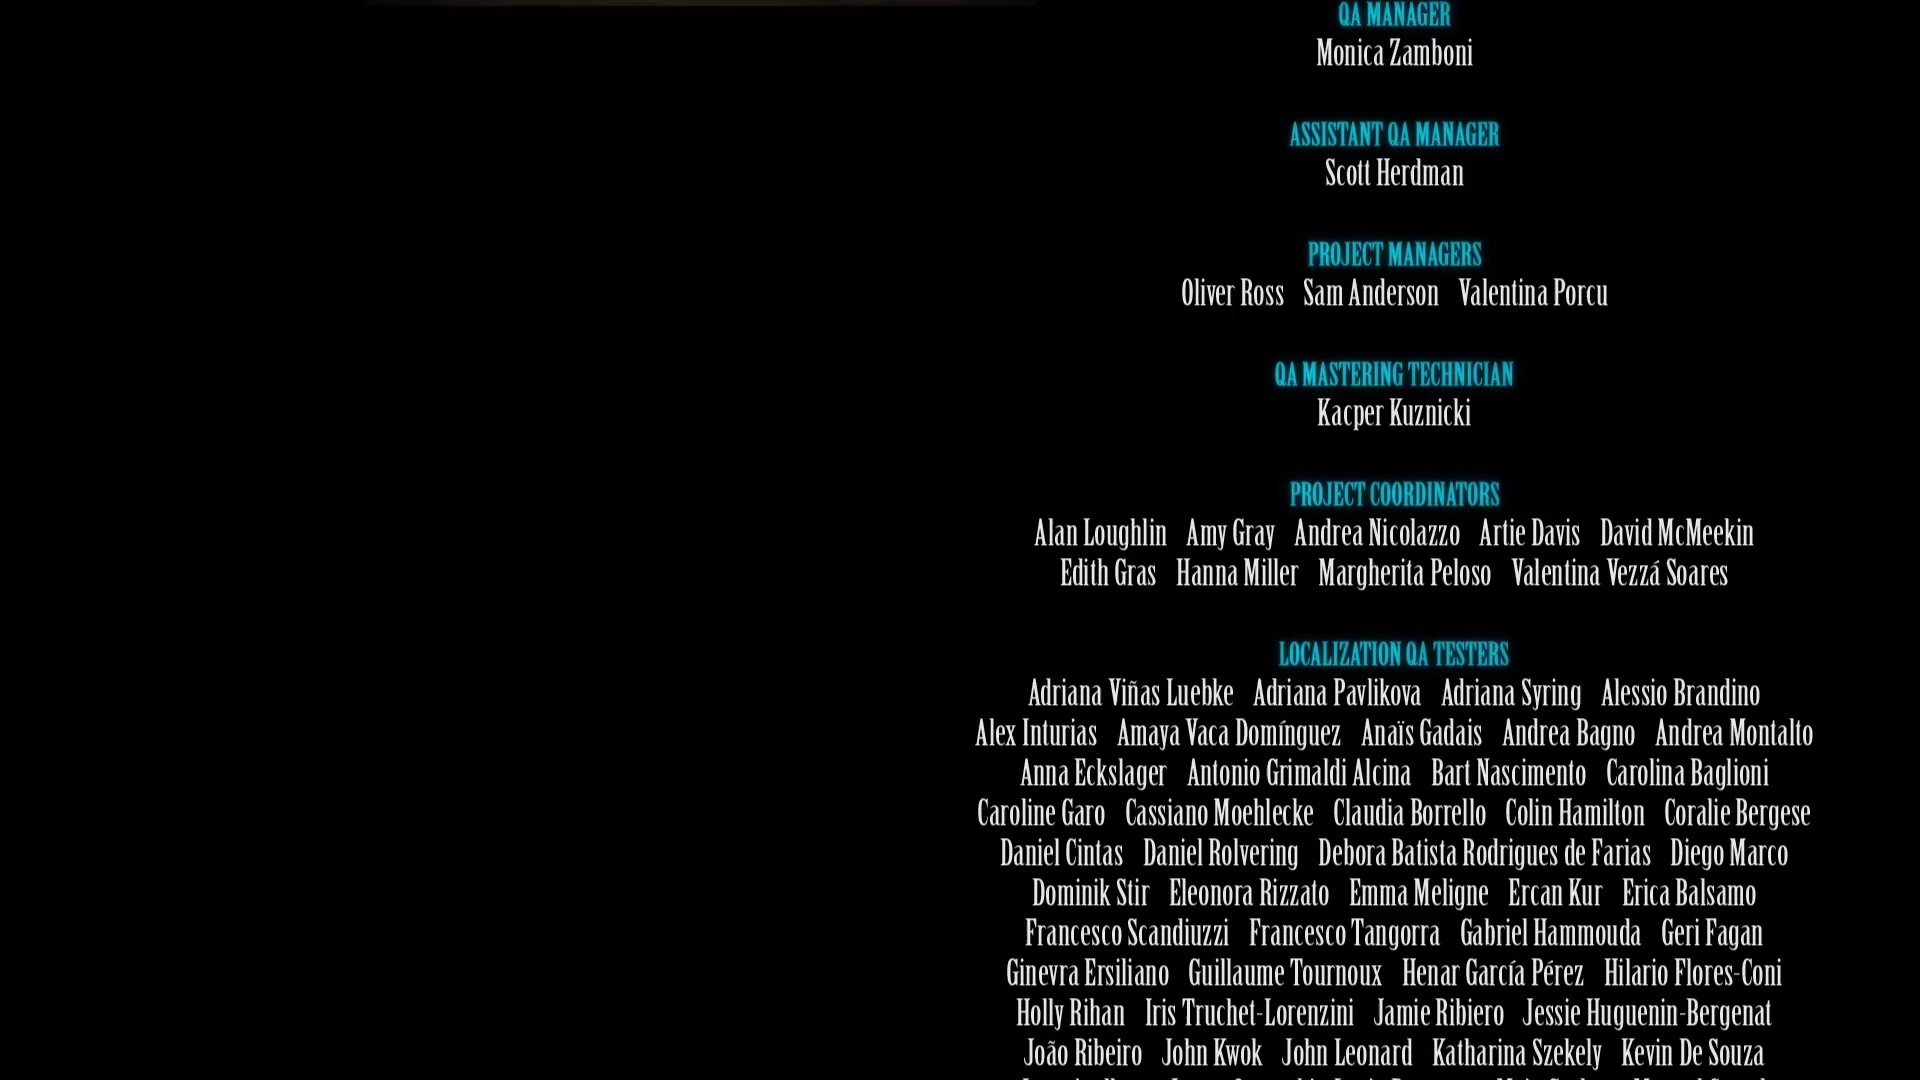 QA MANAGER
Monica Zamboni
ASSISTANT QA MANAGER
Scott Herdman
PROJECT MANAGERS
Oliver Ross Sam Anderson Valentina Porcu
QA MASTERING TECHNICIAN
Kacper Kuznicki
PROJECT COORDINATORS
Alan Loughlin Amy Gray Andrea Nicolazzo Artie Davis David McMeekin
Edith Gras Hanna Miller Margherita Peloso Valentina Vezzá Soares
LOCALIZATION QA TESTERS
Adriana Viñas Luebke Adriana Pavlikova Adriana Syring Alessio Brandino
Alex Inturias Amaya Vaca Domínguez Anaïs Gadais Andrea Bagno Andrea Montalto
Anna Eckslager Antonio Grimaldi Alcina Bart Nascimento Carolina Baglioni
Caroline Garo Cassiano Moehlecke Claudia Borrello Colin Hamilton Coralie Bergese
Daniel Cintas Daniel Rolvering Debora Batista Rodrigues de Farias Diego Marco
Dominik Stir Eleonora Rizzato Emma Meligne Ercan Kur Erica Balsamo
Francesco Scandiuzzi Francesco Tangorra Gabriel Hammouda Geri Fagan
Ginevra Ersiliano Guillaume Tournoux Henar García Pérez Hilario Flores-Coni
Holly Rihan Iris Truchet-Lorenzini Jamie Ribiero Jessie Huguenin-Bergenat
João Ribeiro John Kwok John Leonard Katharina Szekely Kevin De Souza